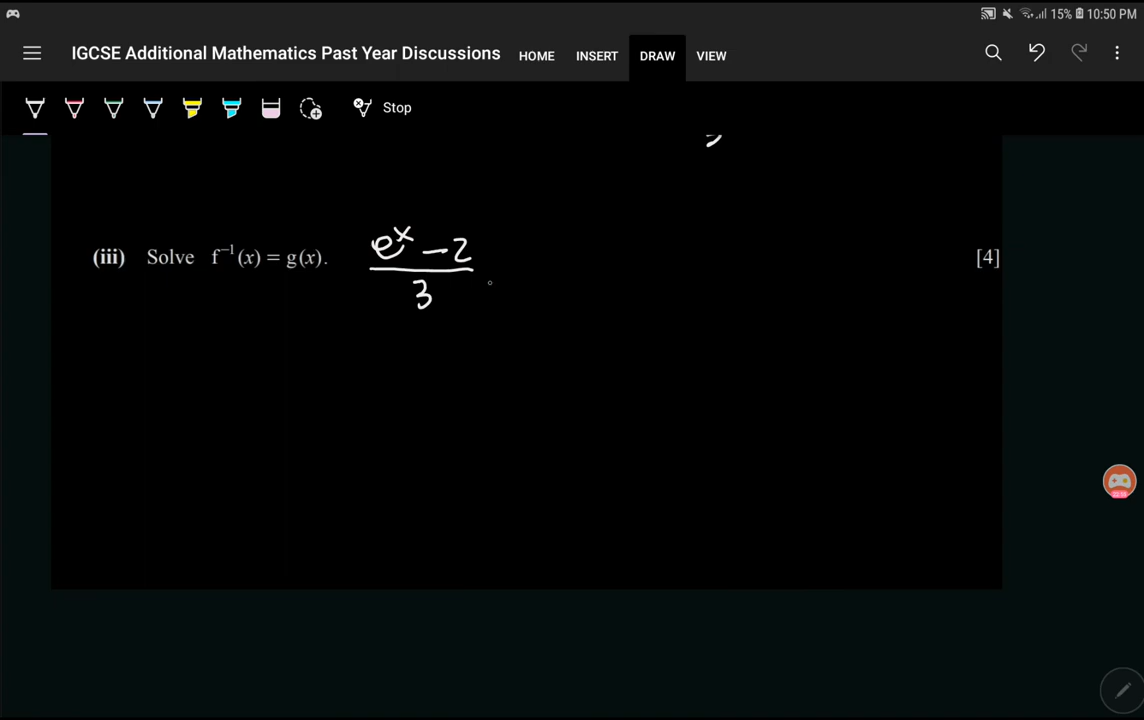 15% 10:50 PM
IGCSE Additional Mathematics Past Year Discussions HOME INSERT DRAW VIEW
Stop
(iii) Solve f⁻¹(x) = g(x). [4]
eˣ − 2
3